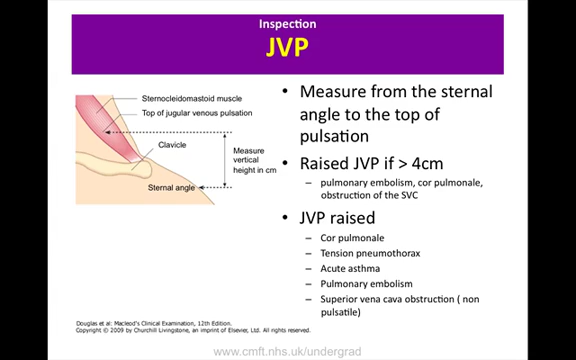 Inspection
JVP
Sternocleidomastoid muscle
Top of jugular venous pulsation
Clavicle
Measure
vertical
height in cm
Sternal angle
• Measure from the sternal
angle to the top of
pulsation
• Raised JVP if > 4cm
– pulmonary embolism, cor pulmonale,
obstruction of the SVC
• JVP raised
– Cor pulmonale
– Tension pneumothorax
– Acute asthma
– Pulmonary embolism
– Superior vena cava obstruction ( non
pulsatile)
Douglas et al: Macleod's Clinical Examination, 12th Edition.
Copyright © 2009 by Churchill Livingstone, an imprint of Elsevier, Ltd. All rights reserved.
www.cmft.nhs.uk/undergrad